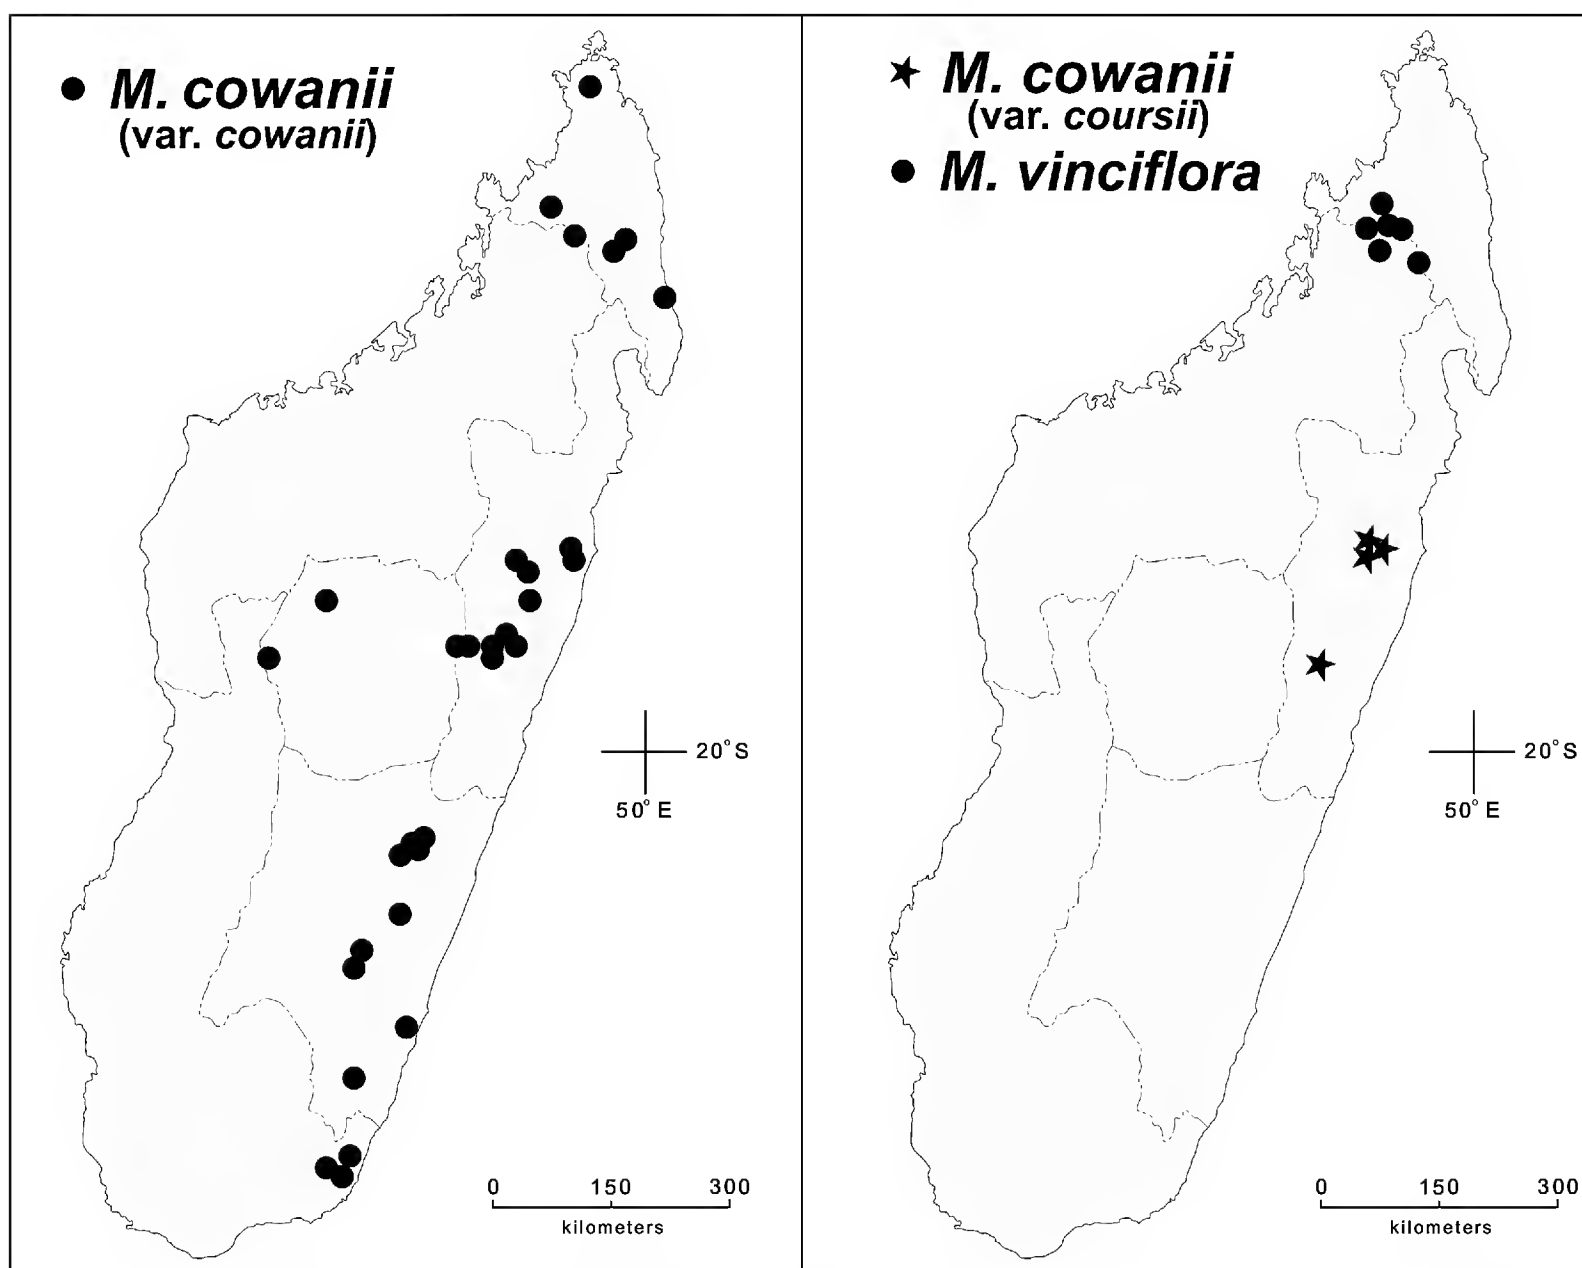 M. cowanii
(var. cowanii)
20°S
50°E
0 150 300
kilometers
M. cowanii
(var. coursii)
M. vinciflora
20°S
50°E
0 150 300
kilometers